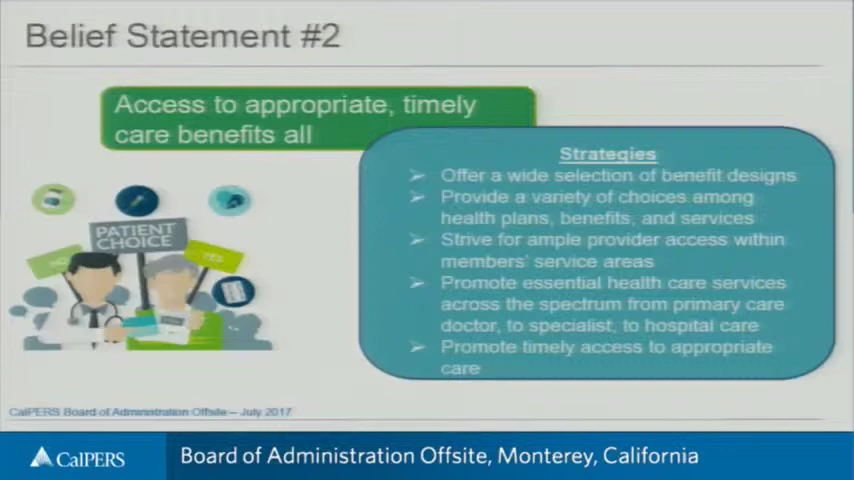 Belief Statement #2
Access to appropriate, timely
care benefits all
Strategies
➢ Offer a wide selection of benefit designs
➢ Provide a variety of choices among
health plans, benefits, and services
➢ Strive for ample provider access within
members' service areas
➢ Promote essential health care services
across the spectrum from primary care
doctor, to specialist, to hospital care
➢ Promote timely access to appropriate
care
PATIENT
CHOICE
NO
YES
CalPERS Board of Administration Offsite – July 2017
CalPERS
Board of Administration Offsite, Monterey, California